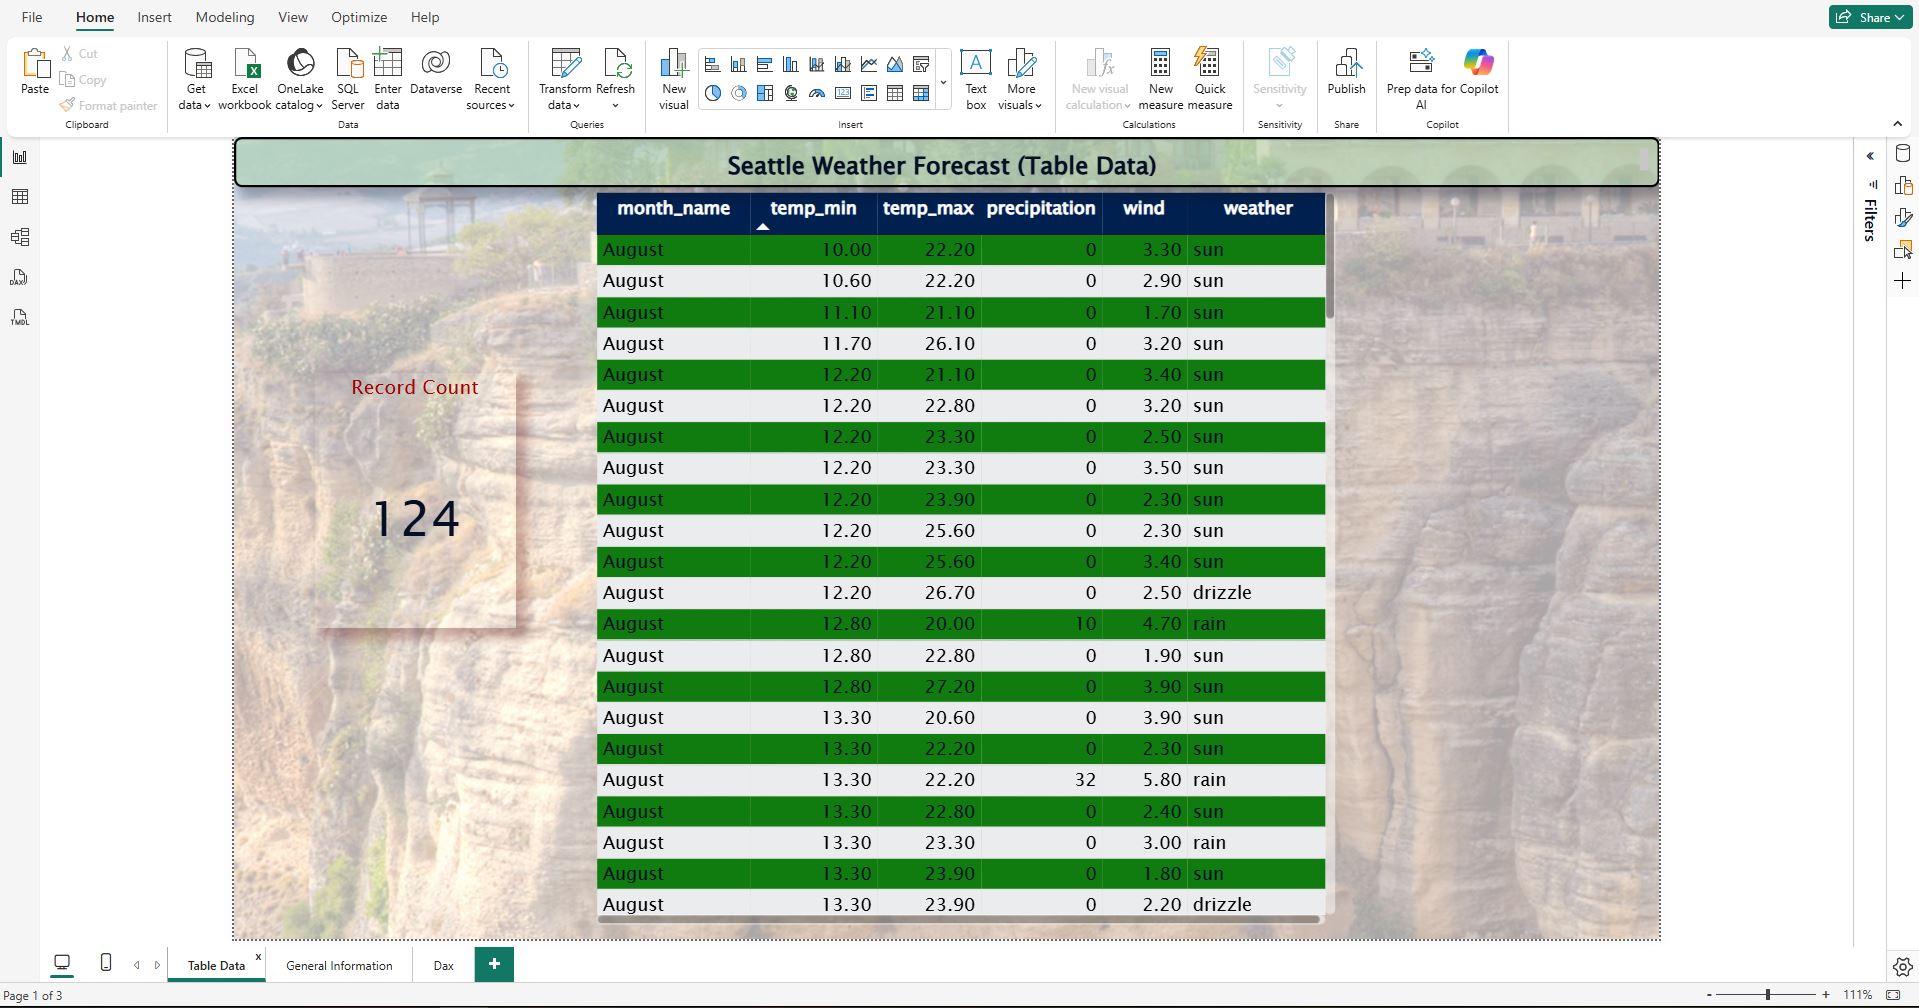 File Home Insert Modeling View Optimize Help Share
Paste
Cut
Copy
Format painter
Clipboard
Get data
Excel workbook
OneLake catalog
SQL Server
Enter data
Dataverse
Recent sources
Data
Transform data
Refresh
Queries
New visual
Text box
More visuals
Insert
New visual calculation
New measure
Quick measure
Calculations
Sensitivity
Sensitivity
Publish
Share
Prep data for AI
Copilot
Copilot
DAX
TMDL
Seattle Weather Forecast (Table Data)
Filters
Record Count
124
month_name temp_min temp_max precipitation wind weather
August 10.00 22.20 0 3.30 sun
August 10.60 22.20 0 2.90 sun
August 11.10 21.10 0 1.70 sun
August 11.70 26.10 0 3.20 sun
August 12.20 21.10 0 3.40 sun
August 12.20 22.80 0 3.20 sun
August 12.20 23.30 0 2.50 sun
August 12.20 23.30 0 3.50 sun
August 12.20 23.90 0 2.30 sun
August 12.20 25.60 0 2.30 sun
August 12.20 25.60 0 3.40 sun
August 12.20 26.70 0 2.50 drizzle
August 12.80 20.00 10 4.70 rain
August 12.80 22.80 0 1.90 sun
August 12.80 27.20 0 3.90 sun
August 13.30 20.60 0 3.90 sun
August 13.30 22.20 0 2.30 sun
August 13.30 22.20 32 5.80 rain
August 13.30 22.80 0 2.40 sun
August 13.30 23.30 0 3.00 rain
August 13.30 23.90 0 1.80 sun
August 13.30 23.90 0 2.20 drizzle
Table Data x General Information Dax +
Page 1 of 3 - + 111%